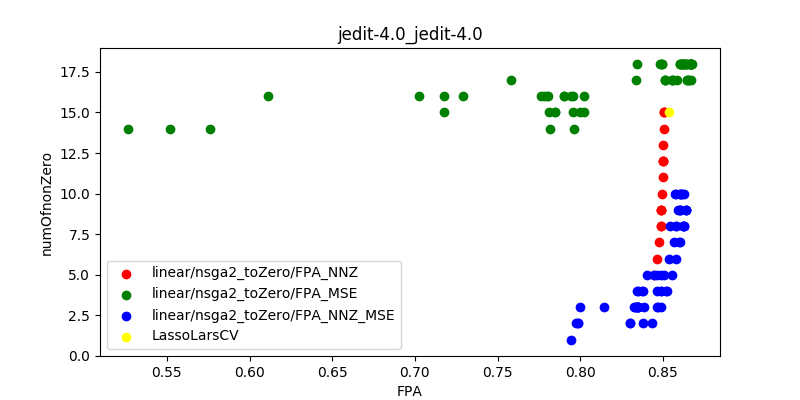 jedit-4.0_jedit-4.0
numOfnonZero
17.5
15.0
12.5
10.0
7.5
5.0
2.5
0.0
linear/nsga2_toZero/FPA_NNZ
linear/nsga2_toZero/FPA_MSE
linear/nsga2_toZero/FPA_NNZ_MSE
LassoLarsCV
0.55
0.60
0.65
0.70
0.75
0.80
0.85
FPA